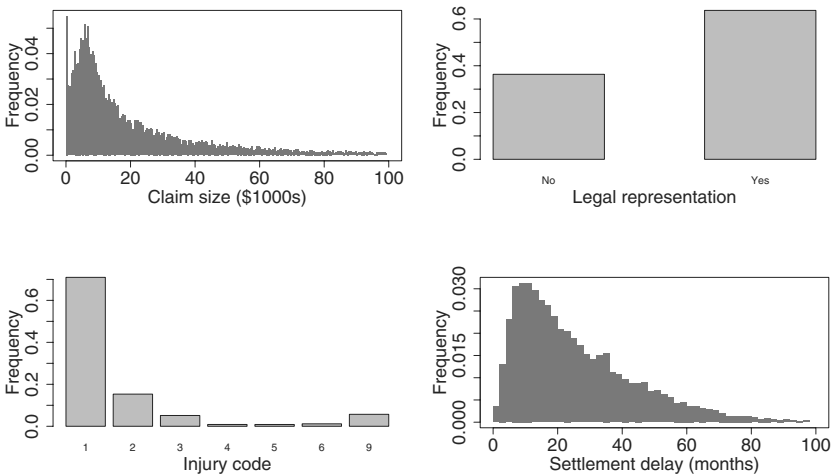 Frequency
0.00 0.02 0.04
0 20 40 60 80 100
Claim size ($1000s)
Frequency
0.0 0.2 0.4 0.6
No Yes
Legal representation
Frequency
0.0 0.2 0.4 0.6
1 2 3 4 5 6 9
Injury code
Frequency
0.000 0.015 0.030
0 20 40 60 80 100
Settlement delay (months)